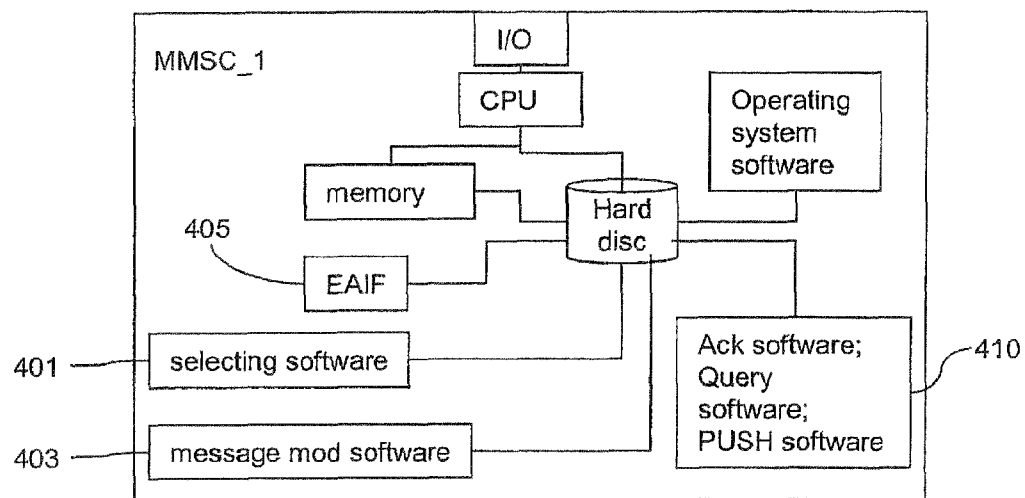 I/O
MMSC_1
CPU
Operating
system
software
memory
Hard
disc
405
EAIF
401
selecting software
Ack software;
Query
software;
PUSH software
410
403
message mod software